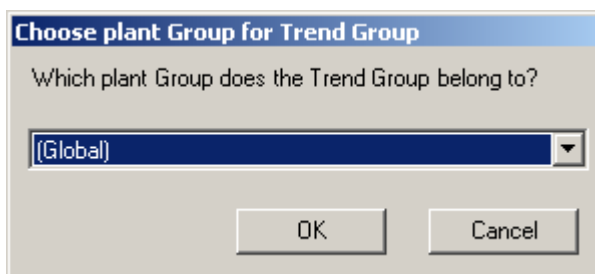 Choose plant Group for Trend Group
Which plant Group does the Trend Group belong to?
(Global)
OK Cancel